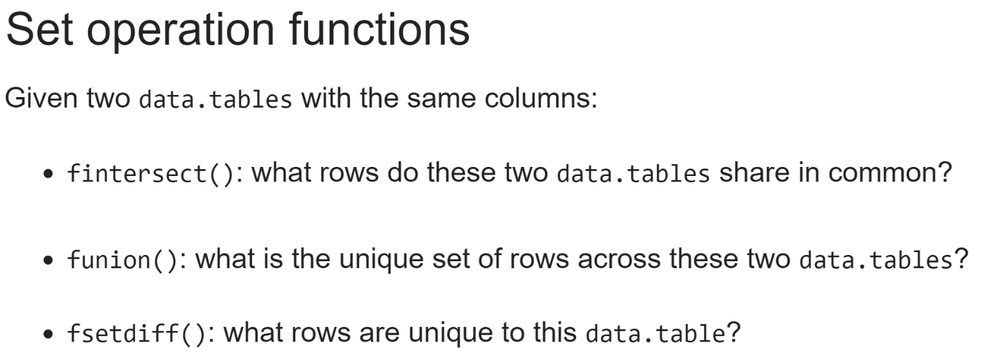 Set operation functions
Given two data.tables with the same columns:
• fintersect(): what rows do these two data.tables share in common?
• funion(): what is the unique set of rows across these two data.tables?
• fsetdiff(): what rows are unique to this data.table?